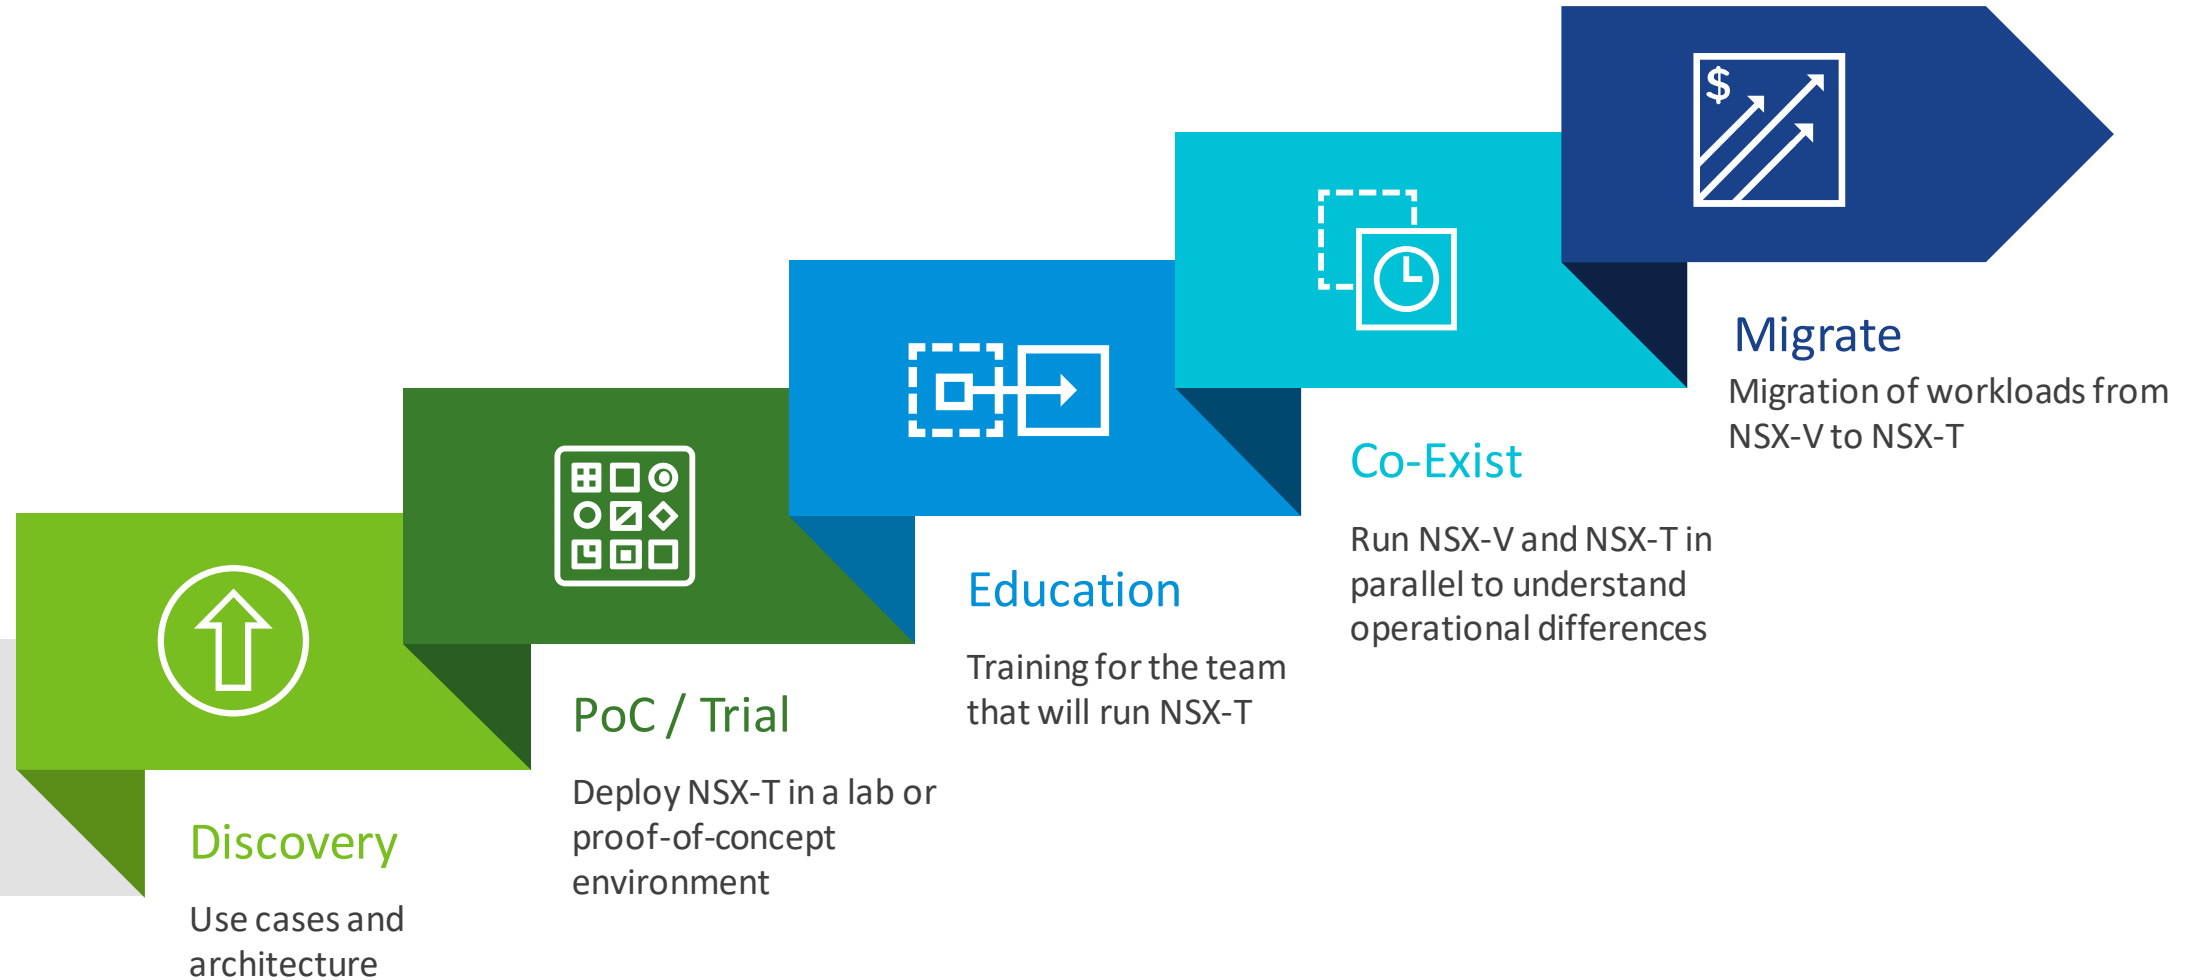 $
Migrate
Migration of workloads from
NSX-V to NSX-T
Co-Exist
Run NSX-V and NSX-T in
parallel to understand
operational differences
Education
Training for the team
that will run NSX-T
PoC / Trial
Deploy NSX-T in a lab or
proof-of-concept
environment
Discovery
Use cases and
architecture